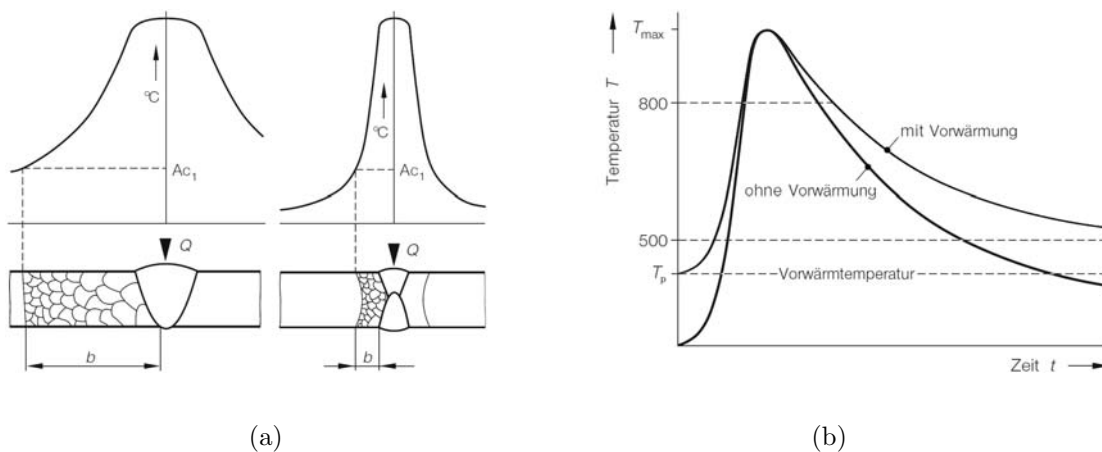 °C
Ac₁
Q
b
°C
Ac₁
Q
b
(a)
Temperatur T
Tmax
800
500
Tp
mit Vorwärmung
ohne Vorwärmung
Vorwärmtemperatur
Zeit t
(b)